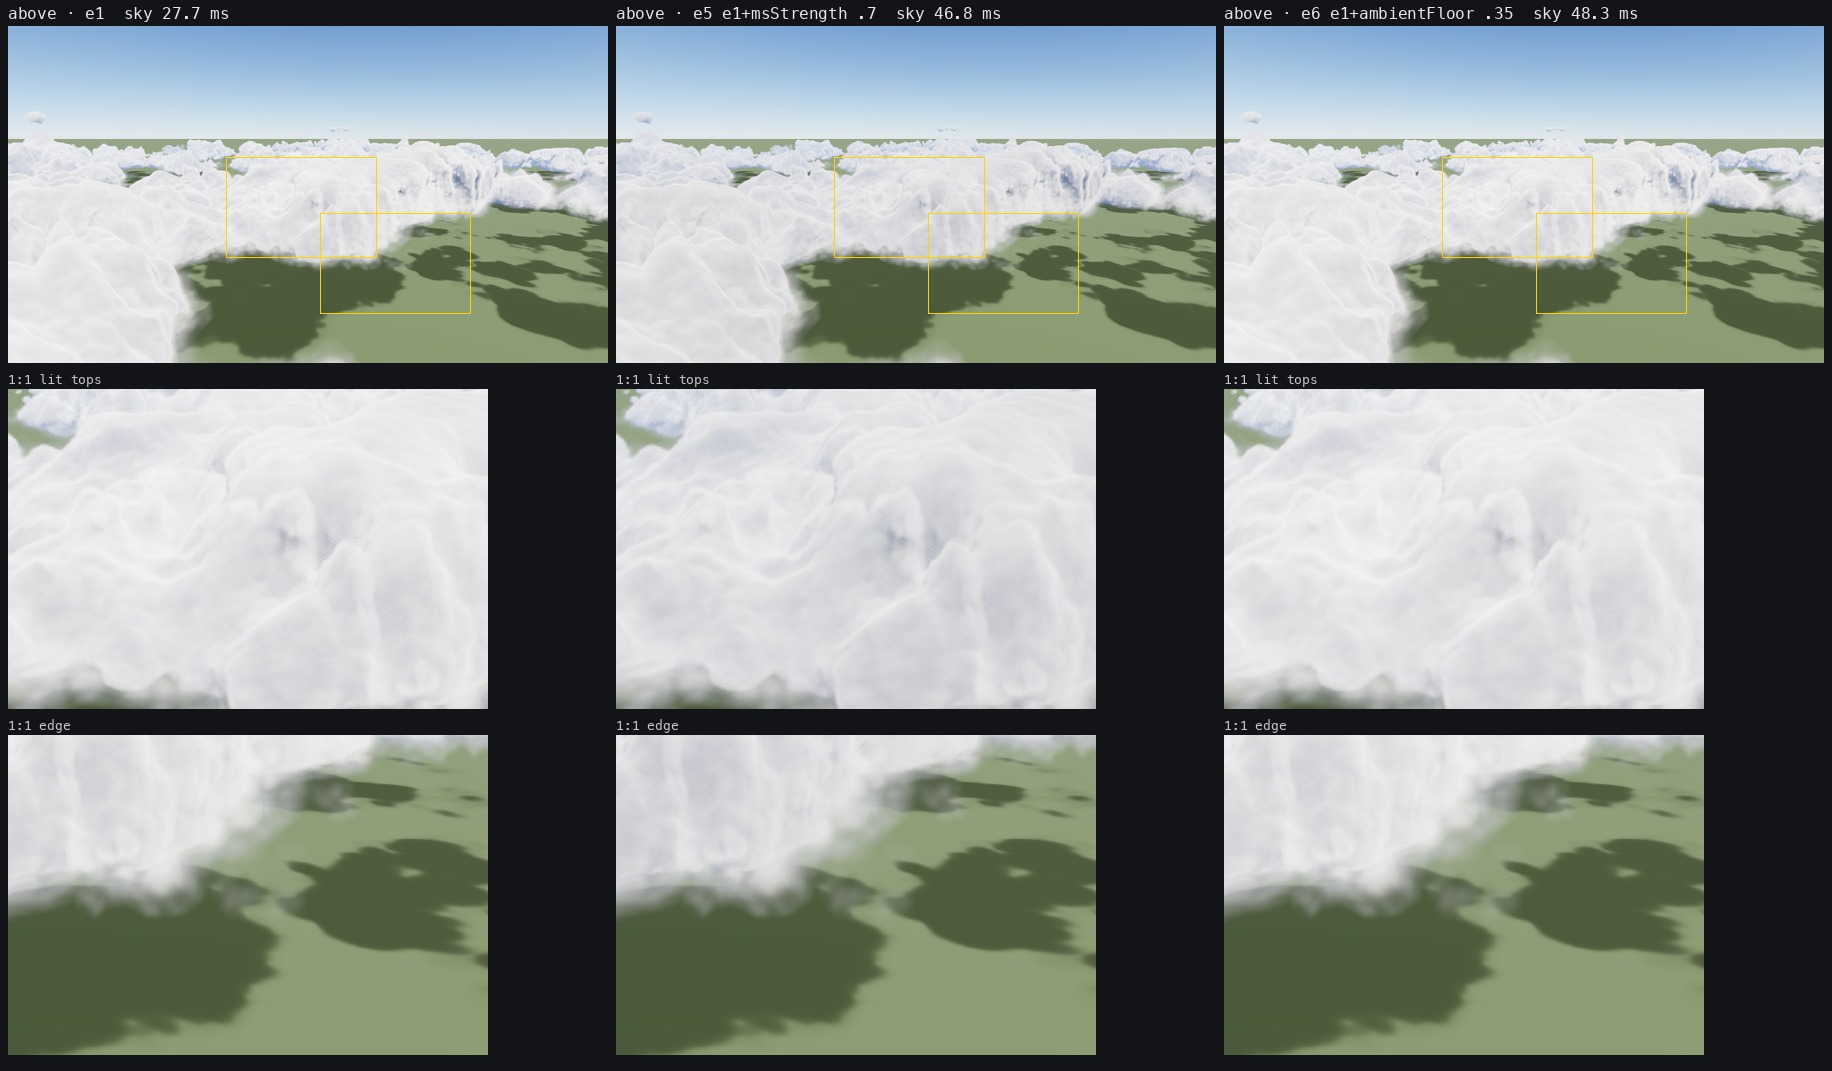 above · e1  sky 27.7 ms
above · e5 e1+msStrength .7  sky 46.8 ms
above · e6 e1+ambientFloor .35  sky 48.3 ms
1:1 lit tops
1:1 lit tops
1:1 lit tops
1:1 edge
1:1 edge
1:1 edge